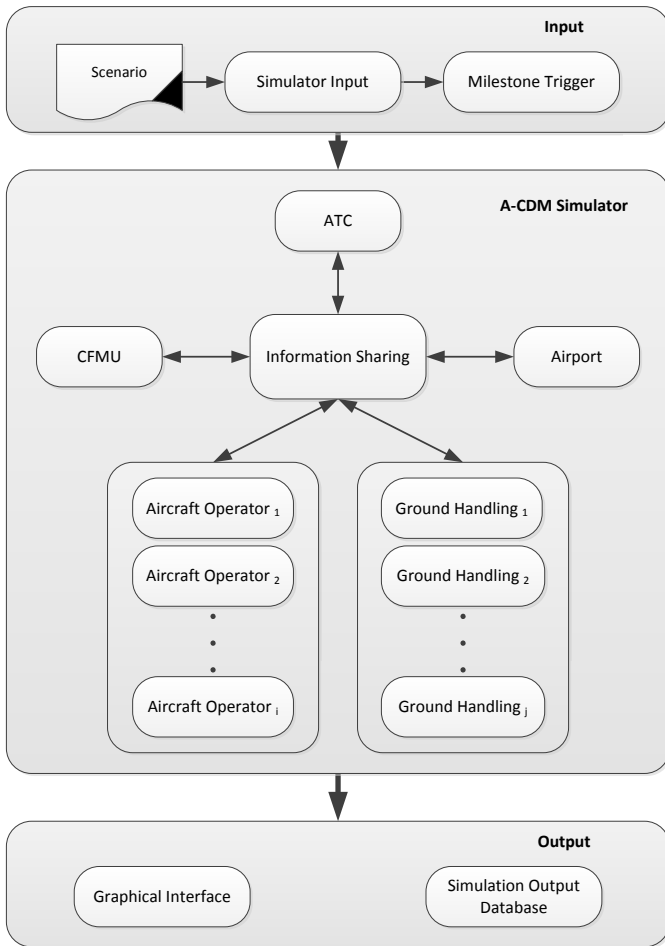 Input
Scenario
Simulator Input
Milestone Trigger
A-CDM Simulator
ATC
CFMU
Information Sharing
Airport
Aircraft Operator 1
Aircraft Operator 2
Aircraft Operator i
Ground Handling 1
Ground Handling 2
Ground Handling j
Output
Graphical Interface
Simulation Output
Database